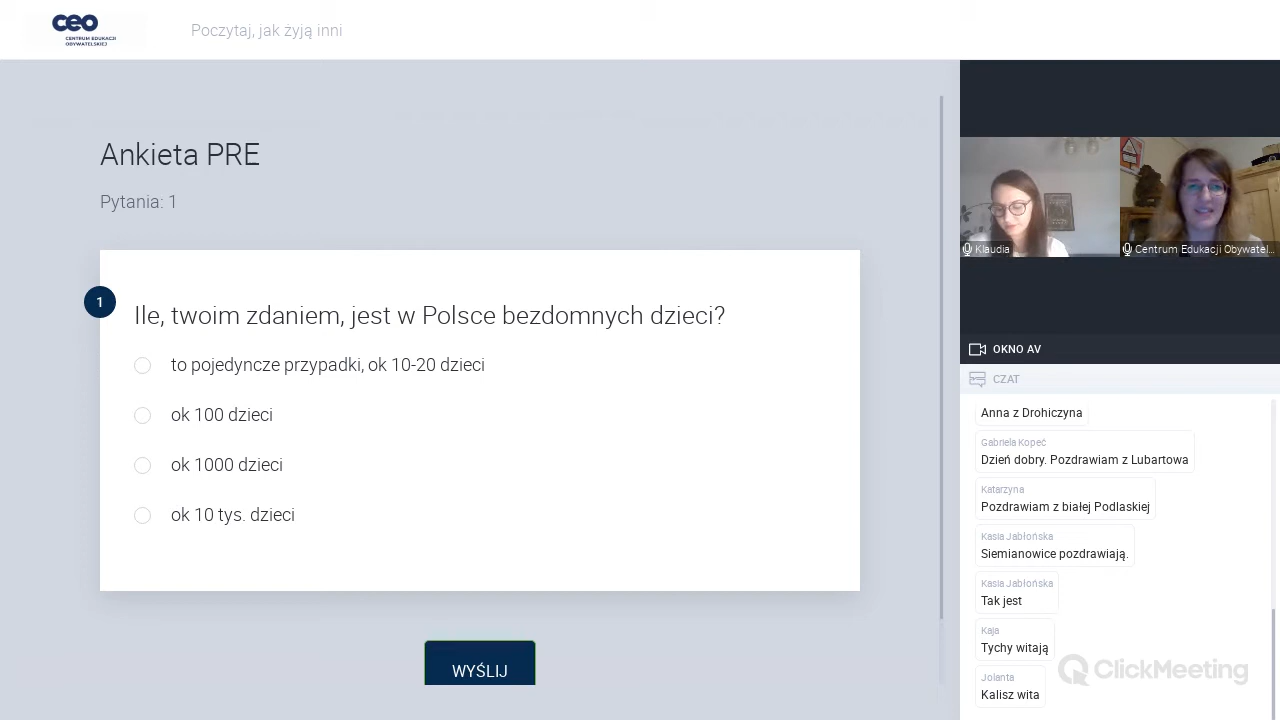 ceo
CENTRUM EDUKACJI
OBYWATELSKIEJ
Poczytaj, jak żyją inni
Ankieta PRE
Pytania: 1
1
Ile, twoim zdaniem, jest w Polsce bezdomnych dzieci?
to pojedyncze przypadki, ok 10-20 dzieci
ok 100 dzieci
ok 1000 dzieci
ok 10 tys. dzieci
WYŚLIJ
Klaudia
Centrum Edukacji Obywatel...
OKNO AV
CZAT
Anna z Drohiczyna
Gabriela Kopeć
Dzień dobry. Pozdrawiam z Lubartowa
Katarzyna
Pozdrawiam z białej Podlaskiej
Kasia Jabłońska
Siemianowice pozdrawiają.
Kasia Jabłońska
Tak jest
Kaja
Tychy witają
Jolanta
Kalisz wita
ClickMeeting